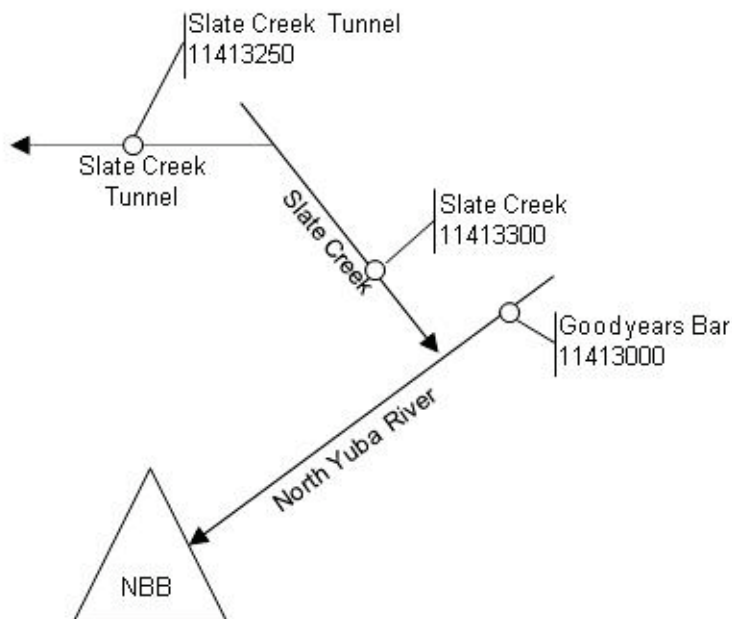 Slate Creek Tunnel
11413250
Slate Creek
Tunnel
Slate Creek
Slate Creek
11413300
Goodyears Bar
11413000
North Yuba River
NBB